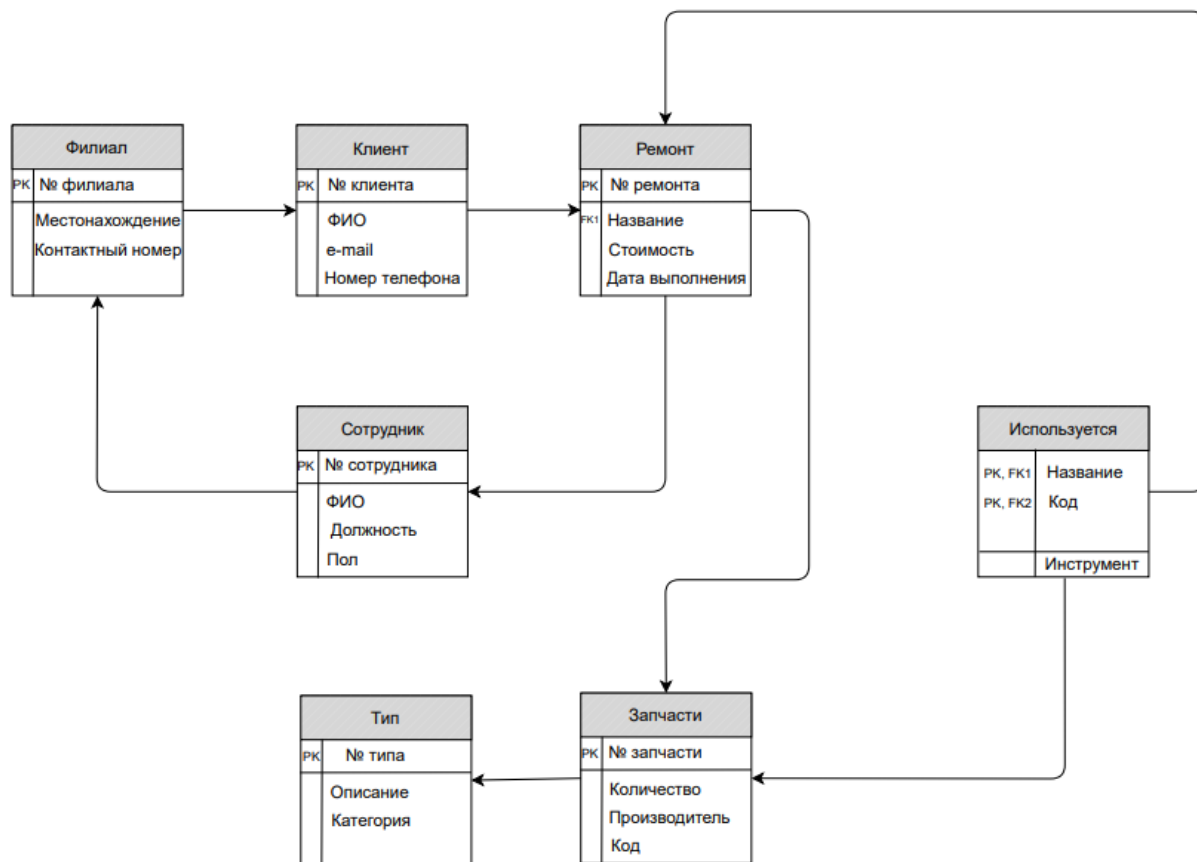 Филиал
PK № филиала
Местонахождение
Контактный номер
Клиент
PK № клиента
ФИО
e-mail
Номер телефона
Ремонт
PK № ремонта
FK1 Название
Стоимость
Дата выполнения
Сотрудник
PK № сотрудника
ФИО
Должность
Пол
Используется
PK, FK1 Название
PK, FK2 Код
Инструмент
Тип
PK № типа
Описание
Категория
Запчасти
PK № запчасти
Количество
Производитель
Код